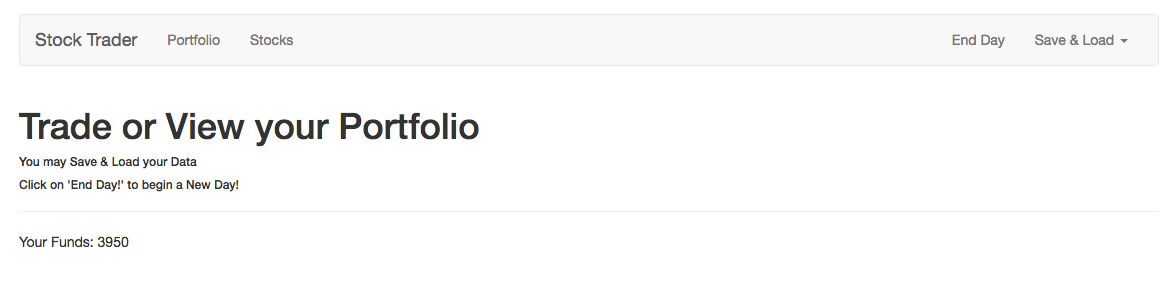 Stock Trader Portfolio Stocks End Day Save & Load
Trade or View your Portfolio
You may Save & Load your Data
Click on 'End Day!' to begin a New Day!
Your Funds: 3950